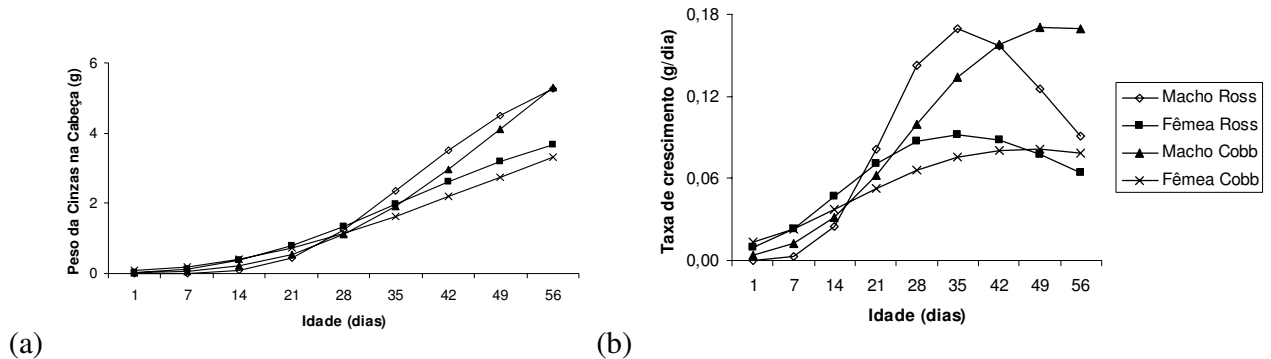 Peso da Cinzas na Cabeça (g)
6
4
2
0
1 7 14 21 28 35 42 49 56
Idade (dias)
(a)
Taxa de crescimento (g/dia)
0,18
0,12
0,06
0,00
1 7 14 21 28 35 42 49 56
Idade (dias)
(b)
Macho Ross
Fêmea Ross
Macho Cobb
Fêmea Cobb